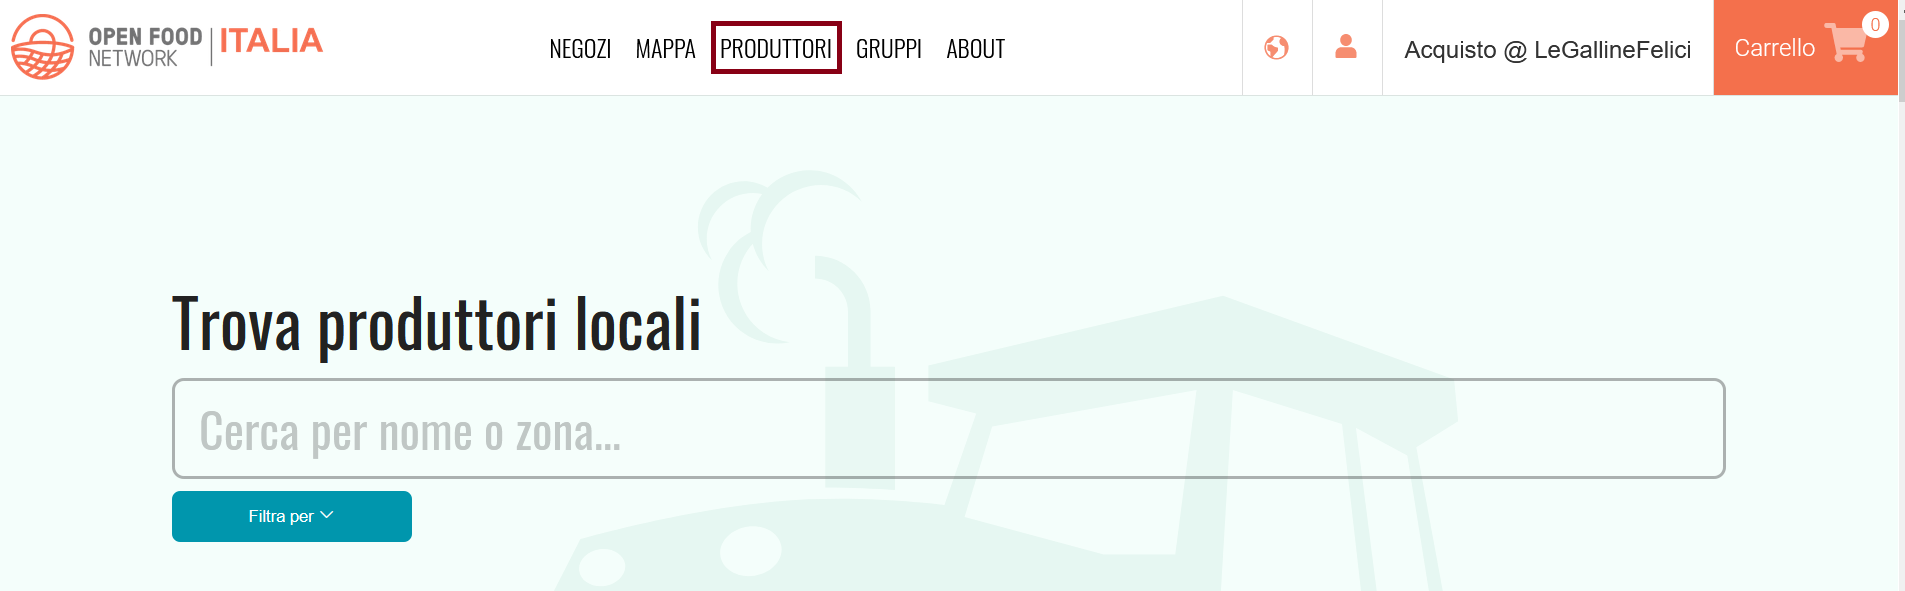 OPEN FOOD NETWORK | ITALIA
NEGOZI MAPPA PRODUTTORI GRUPPI ABOUT
Acquisto @ LeGallineFelici
Carrello 0
Trova produttori locali
Cerca per nome o zona...
Filtra per